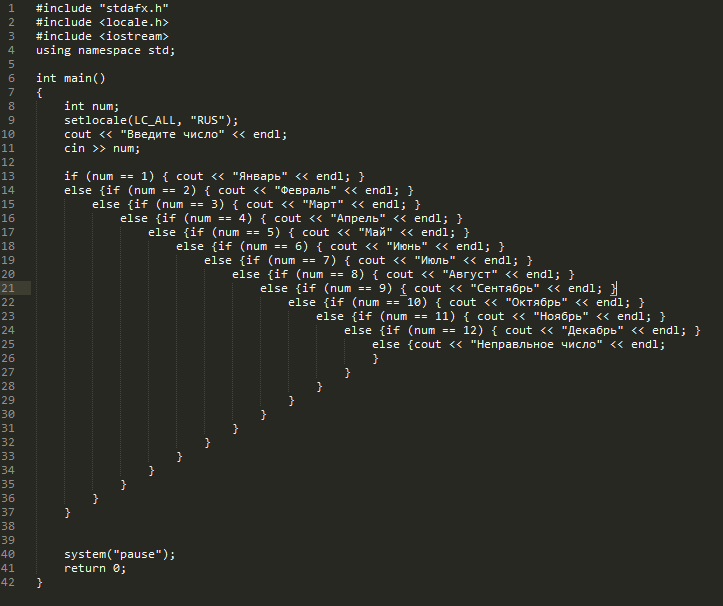 1 #include "stdafx.h"
2 #include <locale.h>
3 #include <iostream>
4 using namespace std;
5
6 int main()
7 {
8     int num;
9     setlocale(LC_ALL, "RUS");
10     cout << "Введите число" << endl;
11     cin >> num;
12
13     if (num == 1) { cout << "Январь" << endl; }
14     else {if (num == 2) { cout << "Февраль" << endl; }
15         else {if (num == 3) { cout << "Март" << endl; }
16             else {if (num == 4) { cout << "Апрель" << endl; }
17                 else {if (num == 5) { cout << "Май" << endl; }
18                     else {if (num == 6) { cout << "Июнь" << endl; }
19                         else {if (num == 7) { cout << "Июль" << endl; }
20                             else {if (num == 8) { cout << "Август" << endl; }
21                                 else {if (num == 9) { cout << "Сентябрь" << endl; }
22                                     else {if (num == 10) { cout << "Октябрь" << endl; }
23                                         else {if (num == 11) { cout << "Ноябрь" << endl; }
24                                             else {if (num == 12) { cout << "Декабрь" << endl; }
25                                                 else {cout << "Неправльное число" << endl;
26                                                 }
27                                             }
28                                         }
29                                     }
30                                 }
31                             }
32                         }
33                     }
34                 }
35             }
36         }
37     }
38
39
40     system("pause");
41     return 0;
42 }